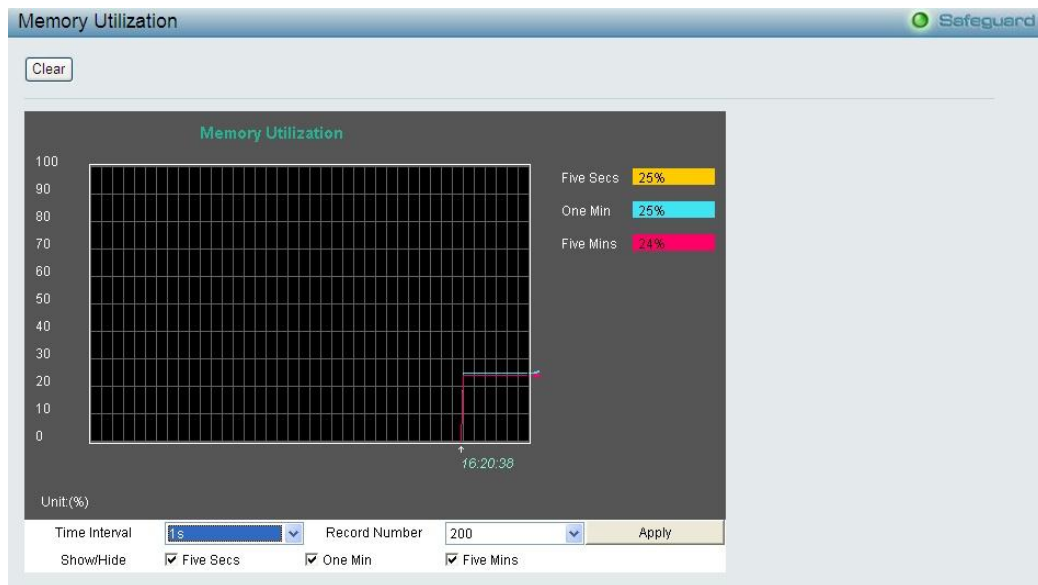 Memory Utilization
Safeguard
Clear
Memory Utilization
100
90
80
70
60
50
40
30
20
10
0
Five Secs 25%
One Min 25%
Five Mins 24%
16:20:38
Unit:(%)
Time Interval 1s Record Number 200 Apply
Show/Hide Five Secs One Min Five Mins